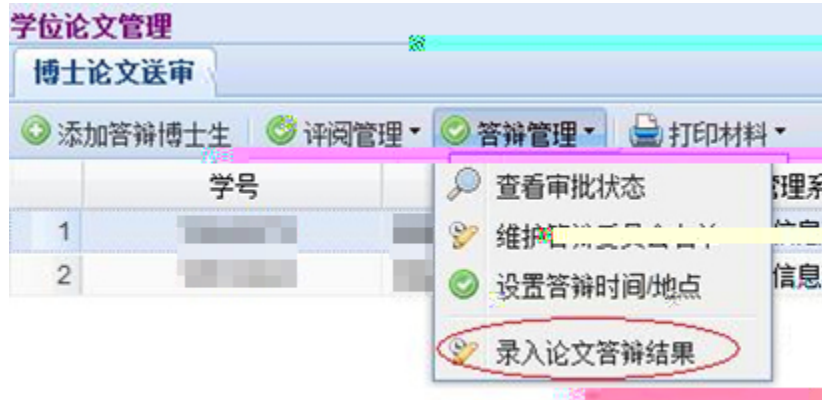 学位论文管理
博士论文送审
添加答辩博士生 评阅管理 答辩管理 打印材料
学号 管理系
查看审批状态
1 维护 信息
2 设置答辩时间/地点 信息
录入论文答辩结果